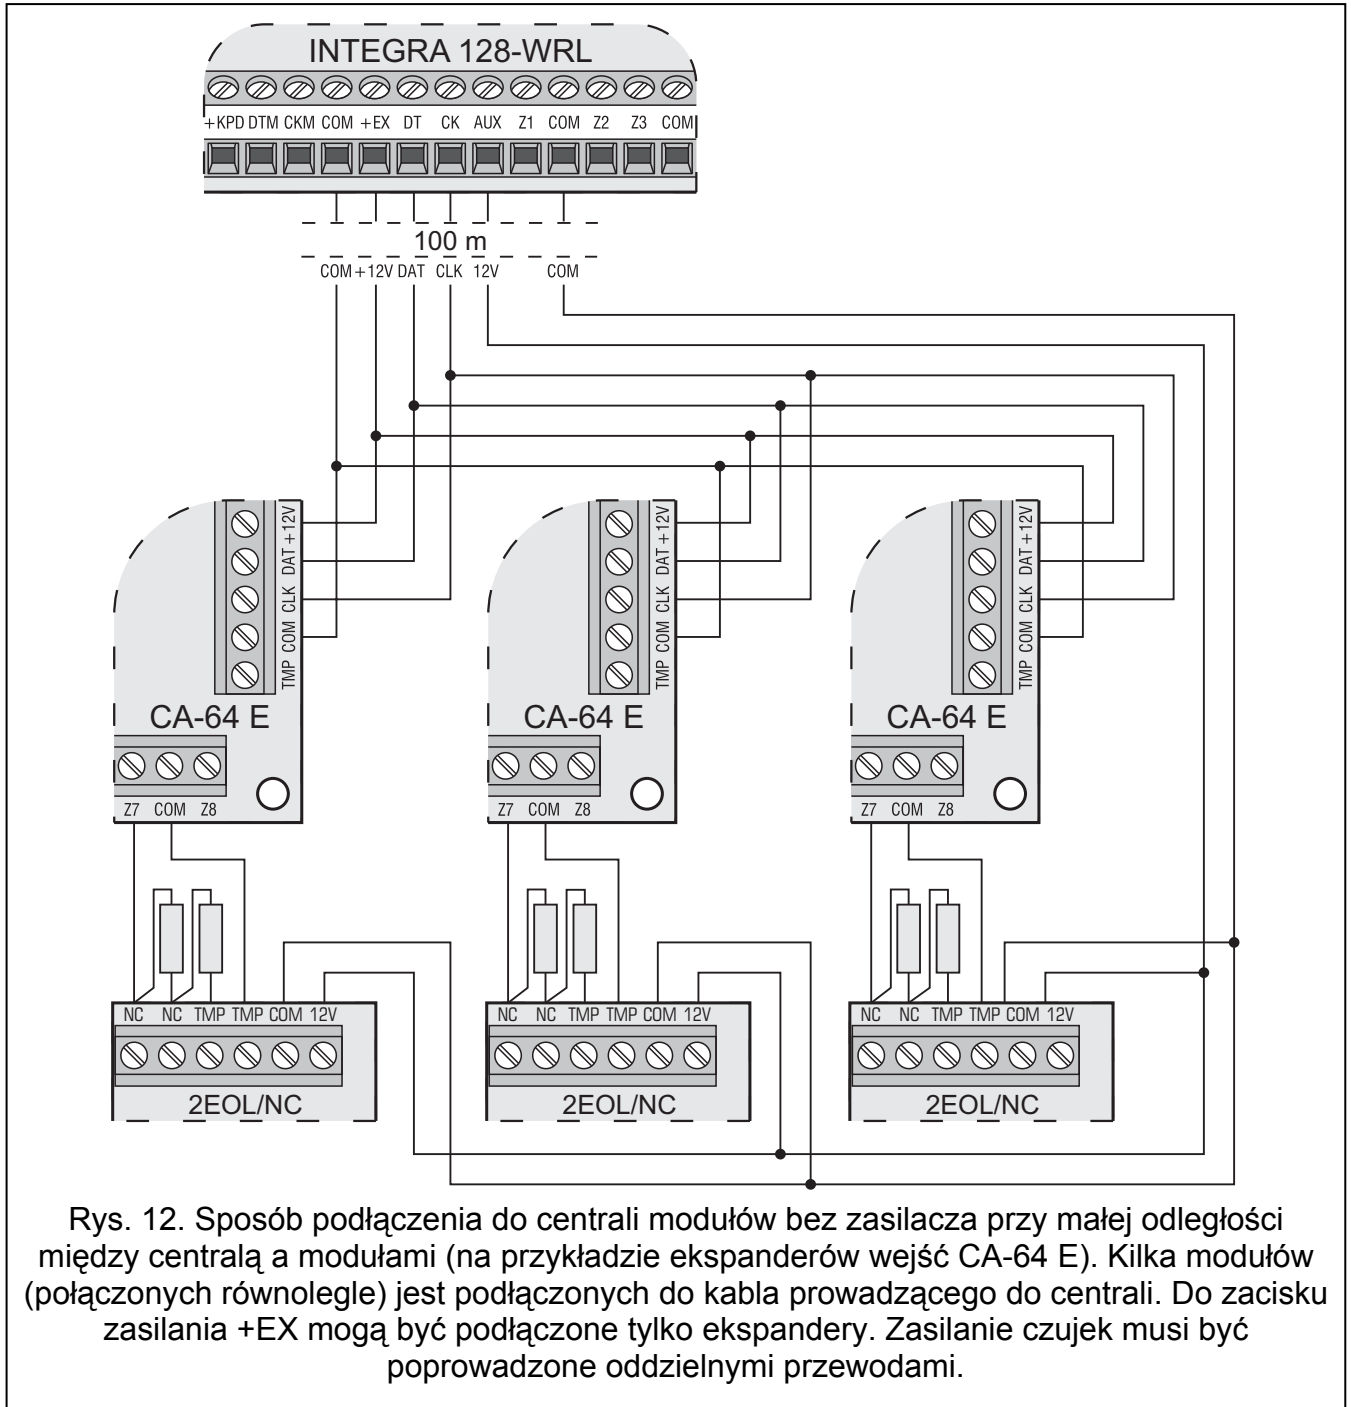 INTEGRA 128-WRL
+KPD DTM CKM COM +EX DT CK AUX Z1 COM Z2 Z3 COM
100 m
COM +12V DAT CLK 12V COM
+12V
DAT
CLK
COM
TMP
CA-64 E
Z7 COM Z8
+12V
DAT
CLK
COM
TMP
CA-64 E
Z7 COM Z8
+12V
DAT
CLK
COM
TMP
CA-64 E
Z7 COM Z8
NC NC TMP TMP COM 12V
2EOL/NC
NC NC TMP TMP COM 12V
2EOL/NC
NC NC TMP TMP COM 12V
2EOL/NC
Rys. 12. Sposób podłączenia do centrali modułów bez zasilacza przy małej odległości
między centralą a modułami (na przykładzie ekspanderów wejść CA-64 E). Kilka modułów
(połączonych równolegle) jest podłączonych do kabla prowadzącego do centrali. Do zacisku
zasilania +EX mogą być podłączone tylko ekspandery. Zasilanie czujek musi być
poprowadzone oddzielnymi przewodami.